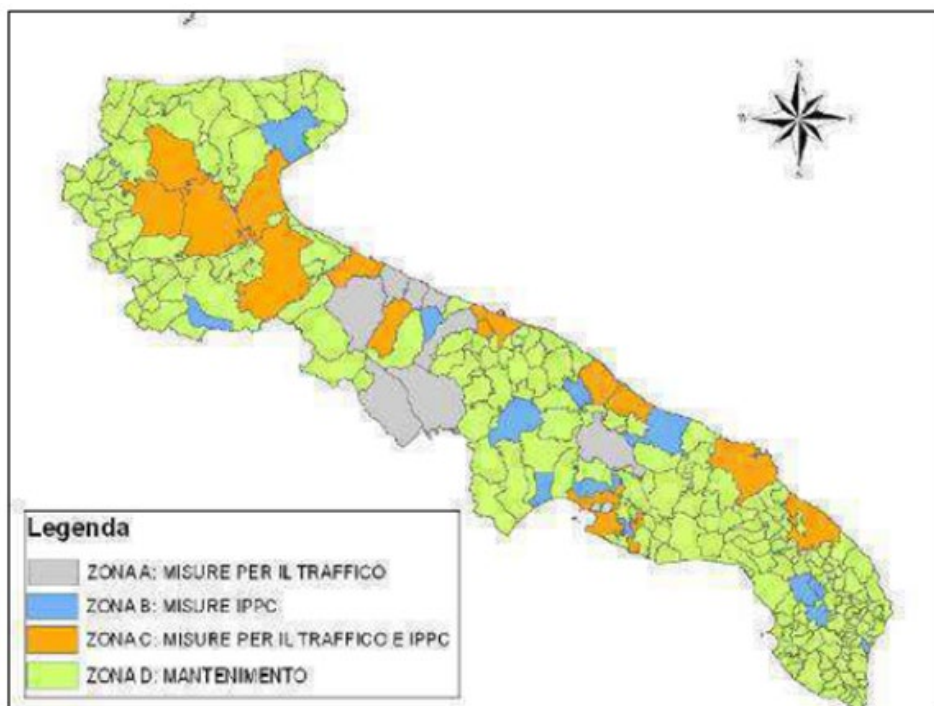 Legenda
ZONA A: MISURE PER IL TRAFFICO
ZONA B: MISURE IPPC
ZONA C: MISURE PER IL TRAFFICO E IPPC
ZONA D: MANTENIMENTO